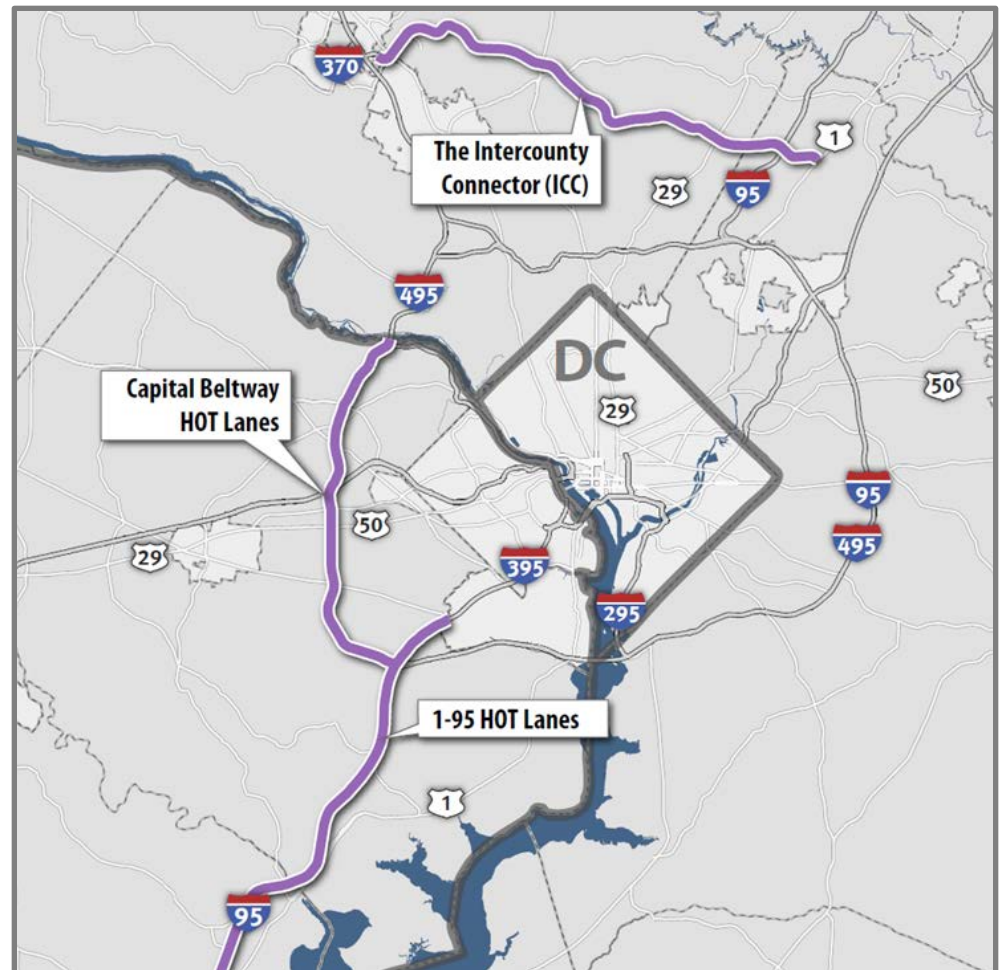 370
The Intercounty
Connector (ICC)
1
29
95
495
DC
Capital Beltway
HOT Lanes
29
50
50
29
95
495
395
295
1-95 HOT Lanes
1
95